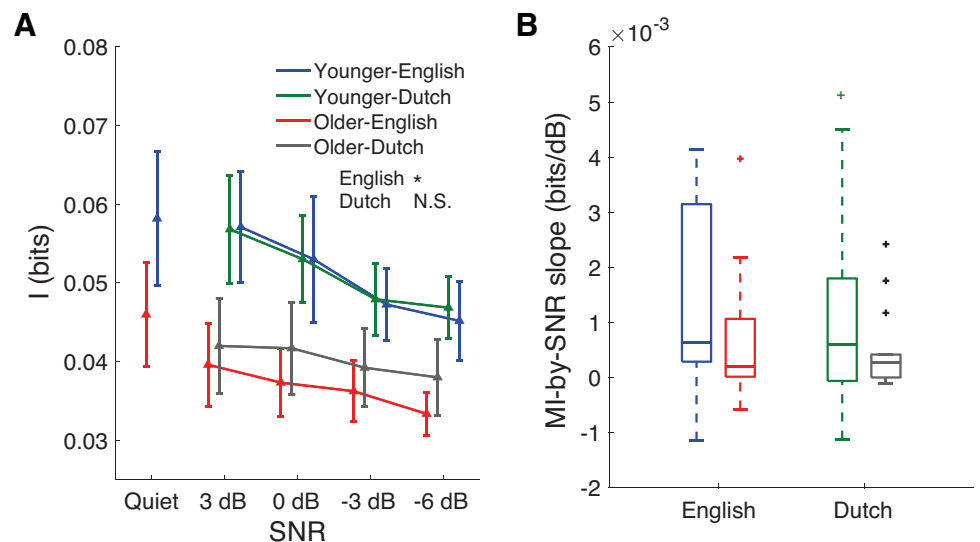 A
I (bits)
0.08
0.07
0.06
0.05
0.04
0.03
Younger-English
Younger-Dutch
Older-English
Older-Dutch
English *
Dutch N.S.
Quiet 3 dB 0 dB -3 dB -6 dB
SNR
B
×10⁻³
MI-by-SNR slope (bits/dB)
6
5
4
3
2
1
0
-1
-2
English Dutch